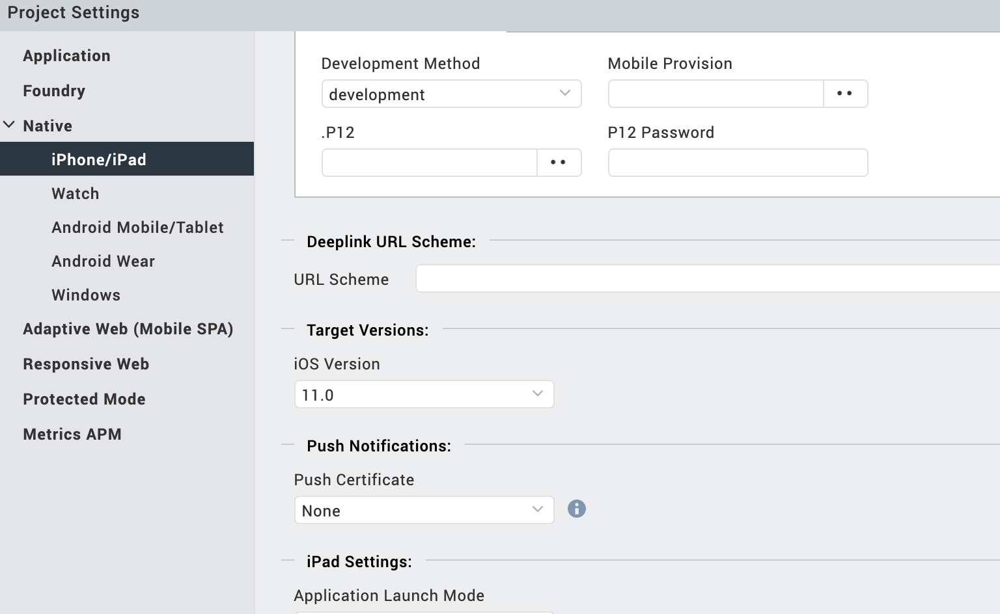 Project Settings
Application
Foundry
Native
iPhone/iPad
Watch
Android Mobile/Tablet
Android Wear
Windows
Adaptive Web (Mobile SPA)
Responsive Web
Protected Mode
Metrics APM
Development Method
Mobile Provision
development
.P12
P12 Password
Deeplink URL Scheme:
URL Scheme
Target Versions:
iOS Version
11.0
Push Notifications:
Push Certificate
None
iPad Settings:
Application Launch Mode